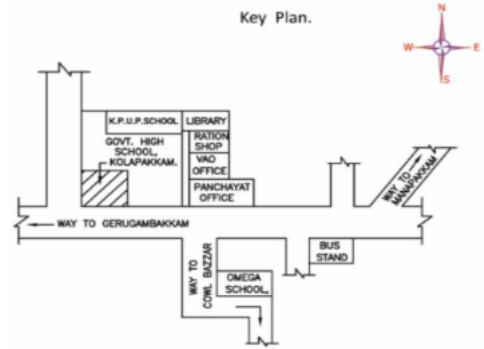 Key Plan.
N
W
E
S
K.P.U.P.SCHOOL
LIBRARY
GOVT. HIGH
SCHOOL,
KOLAPAKKAM.
RATION
SHOP
VAO
OFFICE
PANCHAYAT
OFFICE
WAY TO
MANAPAKKAM
WAY TO GERUGAMBAKKAM
WAY TO
COWL BAZZAR
OMEGA
SCHOOL,
BUS
STAND